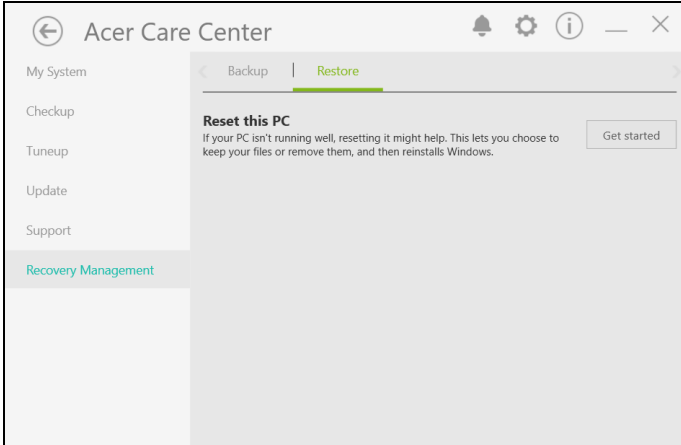 Acer Care Center
My System
Checkup
Tuneup
Update
Support
Recovery Management
Backup | Restore
Reset this PC
If your PC isn't running well, resetting it might help. This lets you choose to
keep your files or remove them, and then reinstalls Windows.
Get started